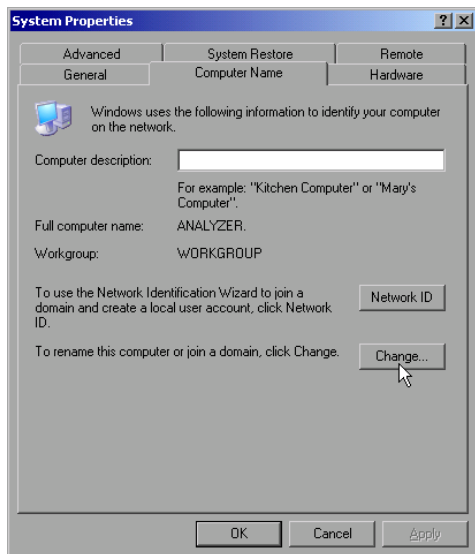 System Properties
Advanced
System Restore
Remote
General
Computer Name
Hardware
Windows uses the following information to identify your computer
on the network.
Computer description:
For example: "Kitchen Computer" or "Mary's
Computer".
Full computer name:
ANALYZER.
Workgroup:
WORKGROUP
To use the Network Identification Wizard to join a
domain and create a local user account, click Network
ID.
Network ID
To rename this computer or join a domain, click Change.
Change...
OK
Cancel
Apply